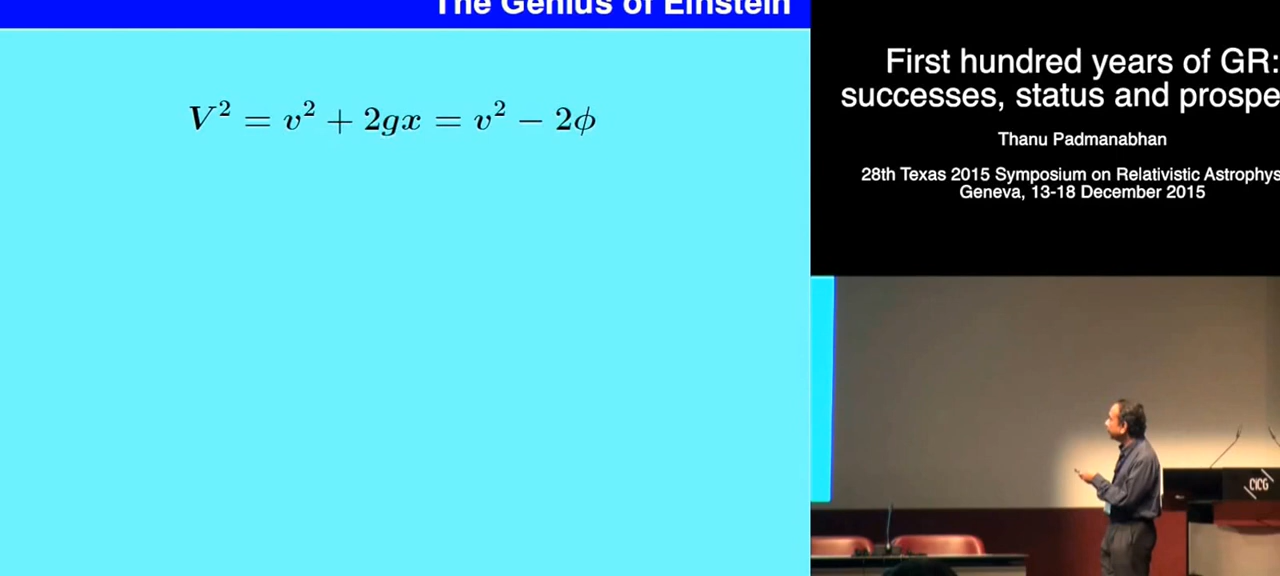 The Genius of Einstein
V² = v² + 2gx = v² − 2ϕ
First hundred years of GR:
successes, status and prospe
Thanu Padmanabhan
28th Texas 2015 Symposium on Relativistic Astrophys
Geneva, 13-18 December 2015
CICG